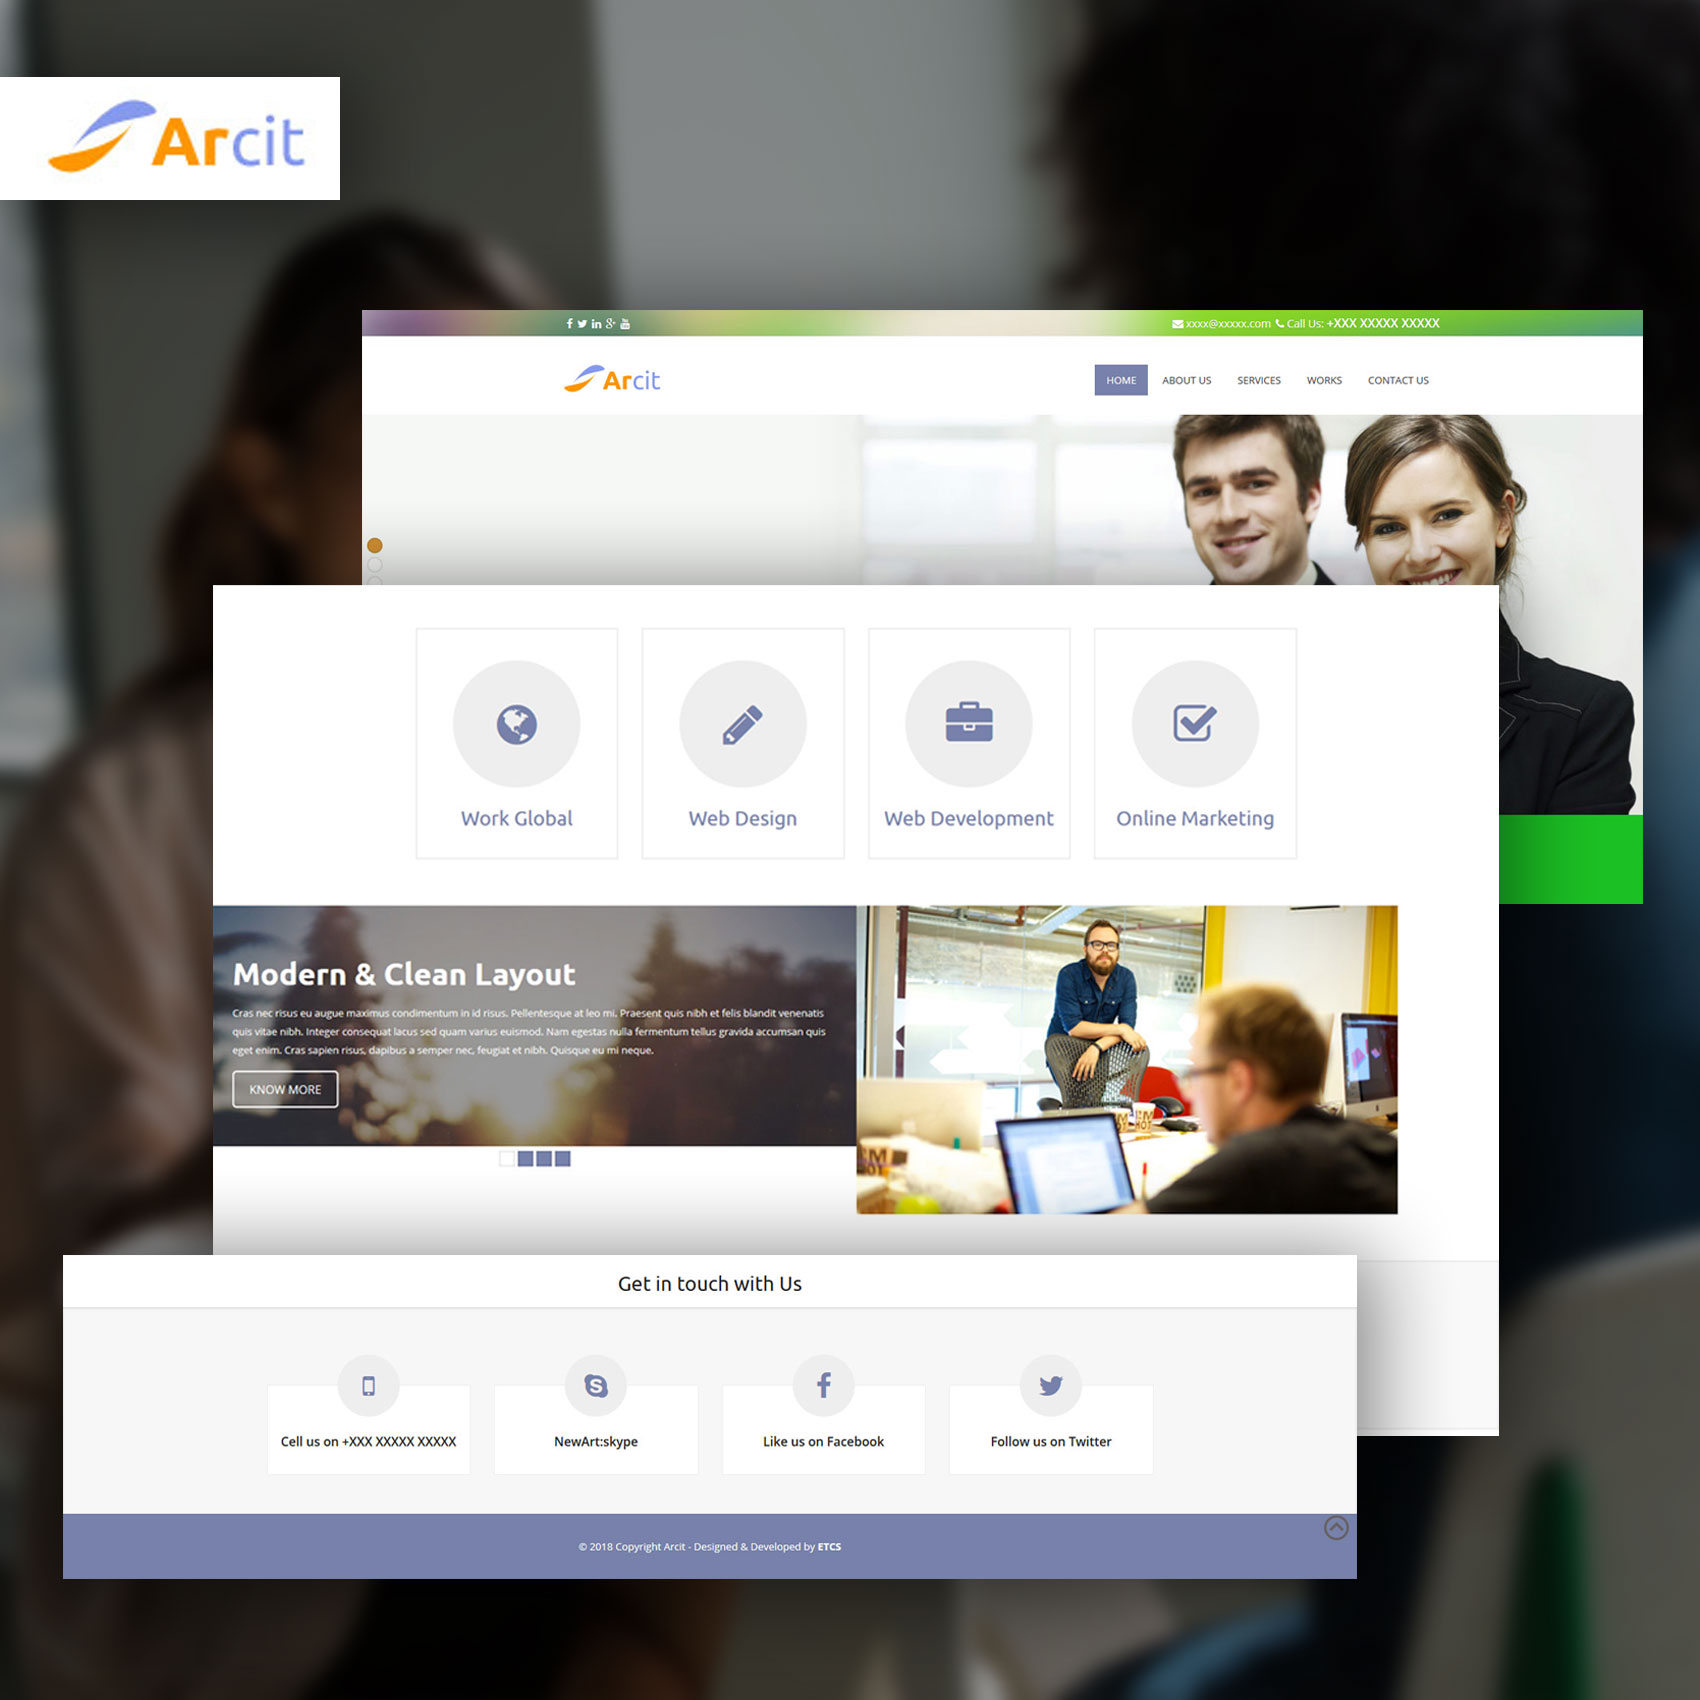 Arcit
xxxx@xxxxx.com Call Us: +XXX XXXXX XXXXX
Arcit
HOME ABOUT US SERVICES WORKS CONTACT US
Work Global Web Design Web Development Online Marketing
Modern & Clean Layout
Cras nec risus eu augue maximus condimentum in id risus. Pellentesque at leo mi. Praesent quis nibh et felis blandit venenatis
quis vitae nibh. Integer consequat lacus sed quam varius euismod. Nam egestas nulla fermentum tellus gravida accumsan quis
eget enim. Cras sapien risus, dapibus a semper nec, feugiat et nibh. Quisque eu mi neque.
KNOW MORE
Get in touch with Us
Cell us on +XXX XXXXX XXXXX NewArt:skype Like us on Facebook Follow us on Twitter
© 2018 Copyright Arcit - Designed & Developed by ETCS